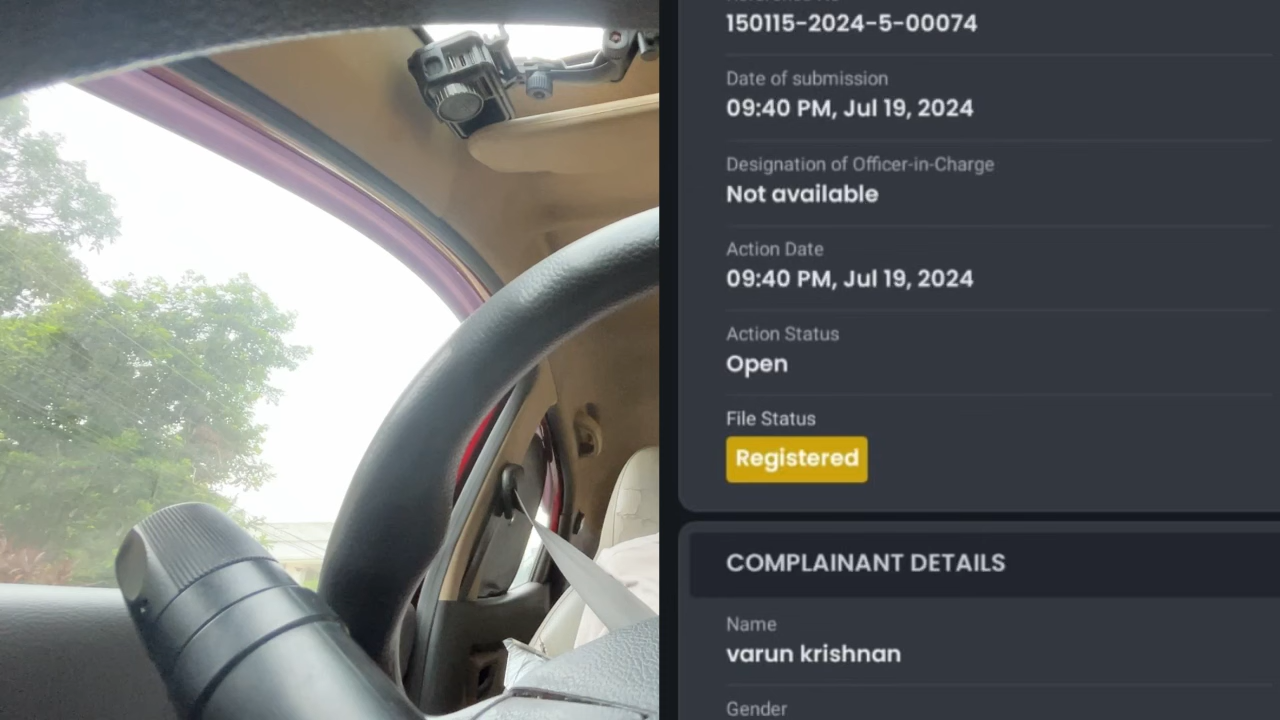 150115-2024-5-00074
Date of submission
09:40 PM, Jul 19, 2024
Designation of Officer-in-Charge
Not available
Action Date
09:40 PM, Jul 19, 2024
Action Status
Open
File Status
Registered
COMPLAINANT DETAILS
Name
varun krishnan
Gender